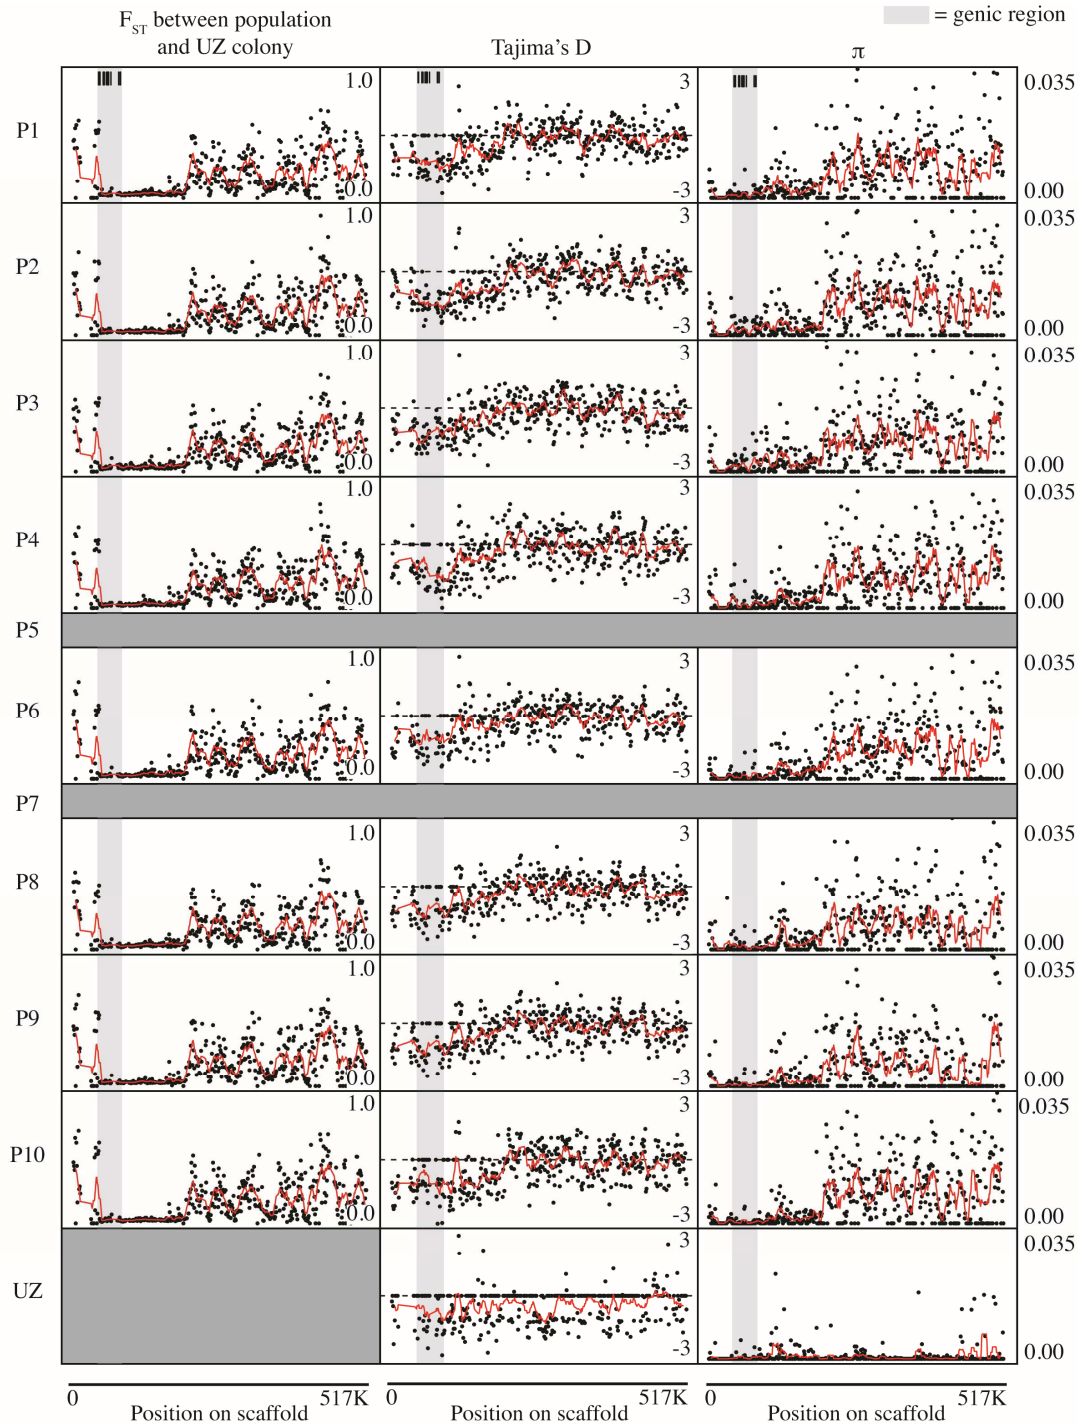 F_ST between population
and UZ colony
Tajima's D
π
= genic region
P1
1.0
0.0
3
-3
0.035
0.00
P2
1.0
0.0
3
-3
0.035
0.00
P3
1.0
0.0
3
-3
0.035
0.00
P4
1.0
0.0
3
-3
0.035
0.00
P5
P6
1.0
0.0
3
-3
0.035
0.00
P7
P8
1.0
0.0
3
-3
0.035
0.00
P9
1.0
0.0
3
-3
0.035
0.00
P10
1.0
0.0
3
-3
0.035
0.00
UZ
3
-3
0.035
0.00
0 517K
Position on scaffold
0 517K
Position on scaffold
0 517K
Position on scaffold